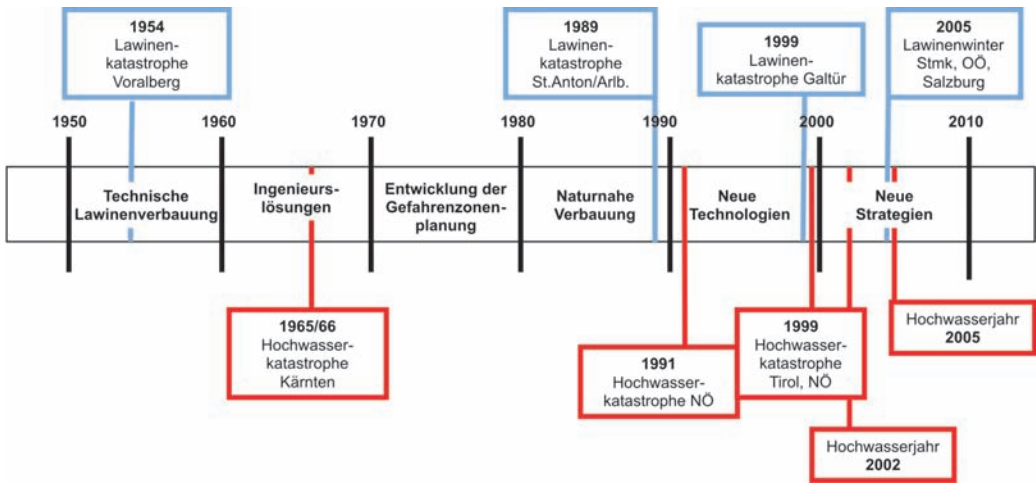 1954
Lawinen-
katastrophe
Voralberg
1989
Lawinen-
katastrophe
St.Anton/Arlb.
1999
Lawinen-
katastrophe Galtür
2005
Lawinenwinter
Stmk, OÖ,
Salzburg
1950
1960
1970
1980
1990
2000
2010
Technische
Lawinenverbauung
Ingenieurs-
lösungen
Entwicklung der
Gefahrenzonen-
planung
Naturnahe
Verbauung
Neue
Technologien
Neue
Strategien
1965/66
Hochwasser-
katastrophe
Kärnten
1991
Hochwasser-
katastrophe NÖ
1999
Hochwasser-
katastrophe
Tirol, NÖ
Hochwasserjahr
2005
Hochwasserjahr
2002